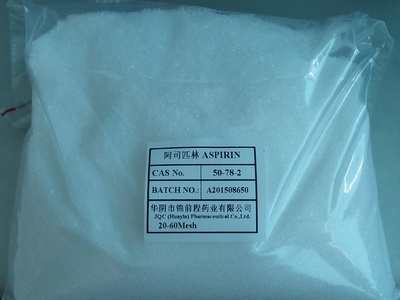 阿司匹林 ASPIRIN
CAS No. 50-78-2
BATCH NO.: A201508650
华阴市锦前程药业有限公司
JQC (Huayin) Pharmaceutical Co.,Ltd.
20-60Mesh